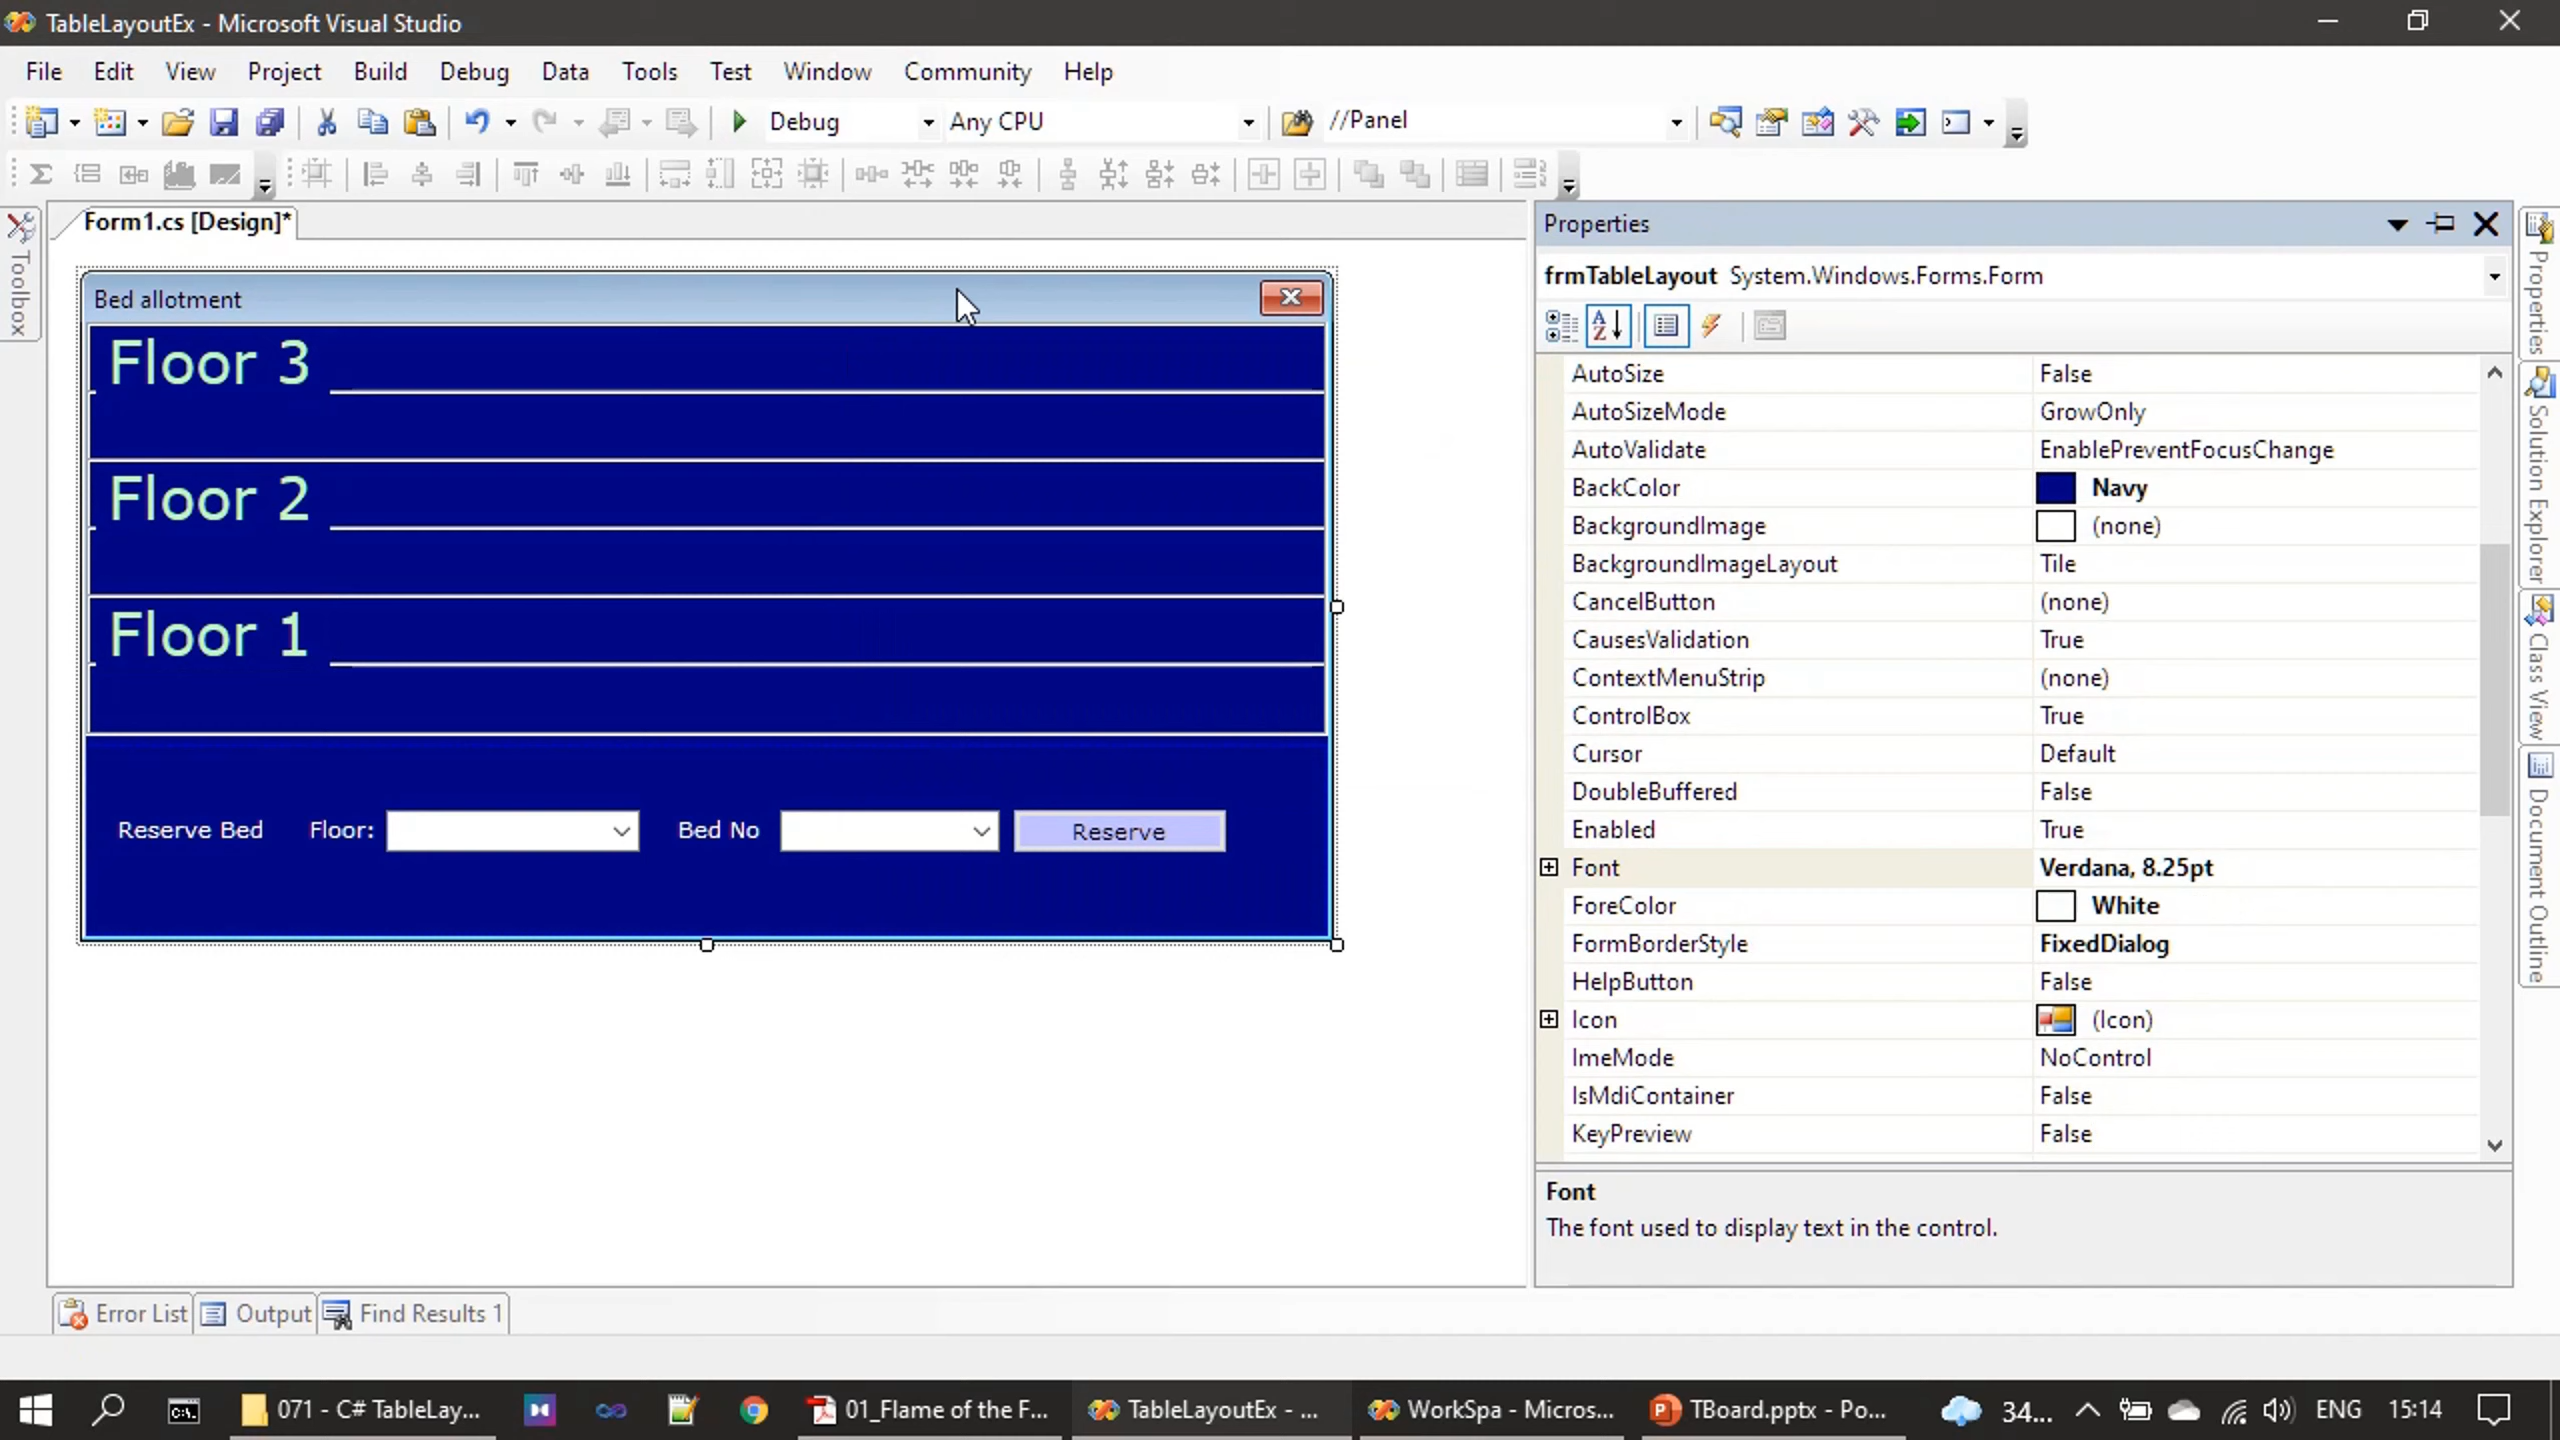 TableLayoutEx - Microsoft Visual Studio
File Edit View Project Build Debug Data Tools Test Window Community Help
Debug Any CPU //Panel
Form1.cs [Design]*
Toolbox
Bed allotment
Floor 3
Floor 2
Floor 1
Reserve Bed Floor: Bed No Reserve
Properties
frmTableLayout System.Windows.Forms.Form
AutoSize False
AutoSizeMode GrowOnly
AutoValidate EnablePreventFocusChange
BackColor Navy
BackgroundImage (none)
BackgroundImageLayout Tile
CancelButton (none)
CausesValidation True
ContextMenuStrip (none)
ControlBox True
Cursor Default
DoubleBuffered False
Enabled True
Font Verdana, 8.25pt
ForeColor White
FormBorderStyle FixedDialog
HelpButton False
Icon (Icon)
ImeMode NoControl
IsMdiContainer False
KeyPreview False
Font
The font used to display text in the control.
Properties
Solution Explorer
Class View
Document Outline
Error List Output Find Results 1
071 - C# TableLay... 01_Flame of the F... TableLayoutEx - ... WorkSpa - Micros... TBoard.pptx - Po... 34... ENG 15:14